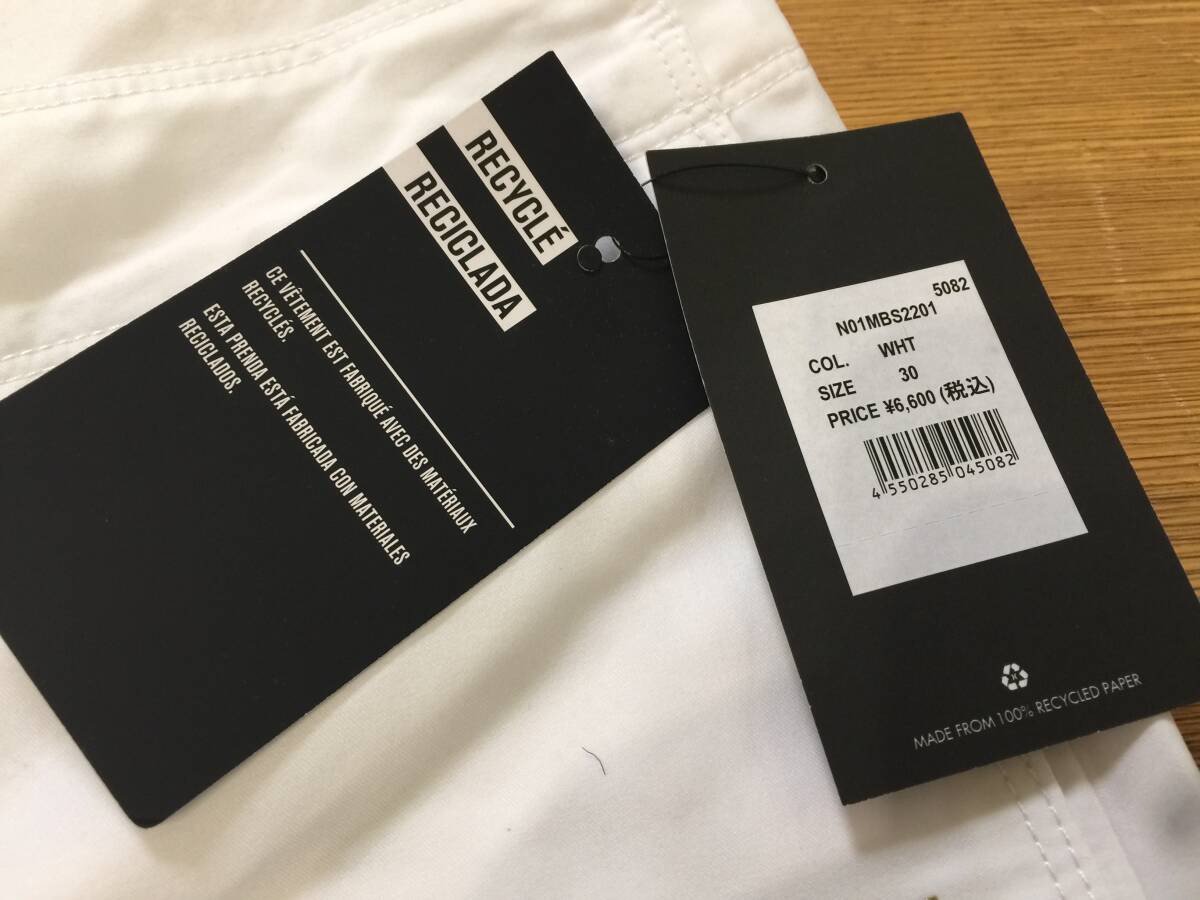 RECYCLÉ
RECICLADA
CE VÊTEMENT EST FABRIQUÉ AVEC DES MATÉRIAUX
RECYCLÉS.
ESTA PRENDA ESTÁ FABRICADA CON MATERIALES
RECICLADOS.
5082
N01MBS2201
COL. WHT
SIZE 30
PRICE ¥6,600 (税込)
4 550285 045082
MADE FROM 100% RECYCLED PAPER